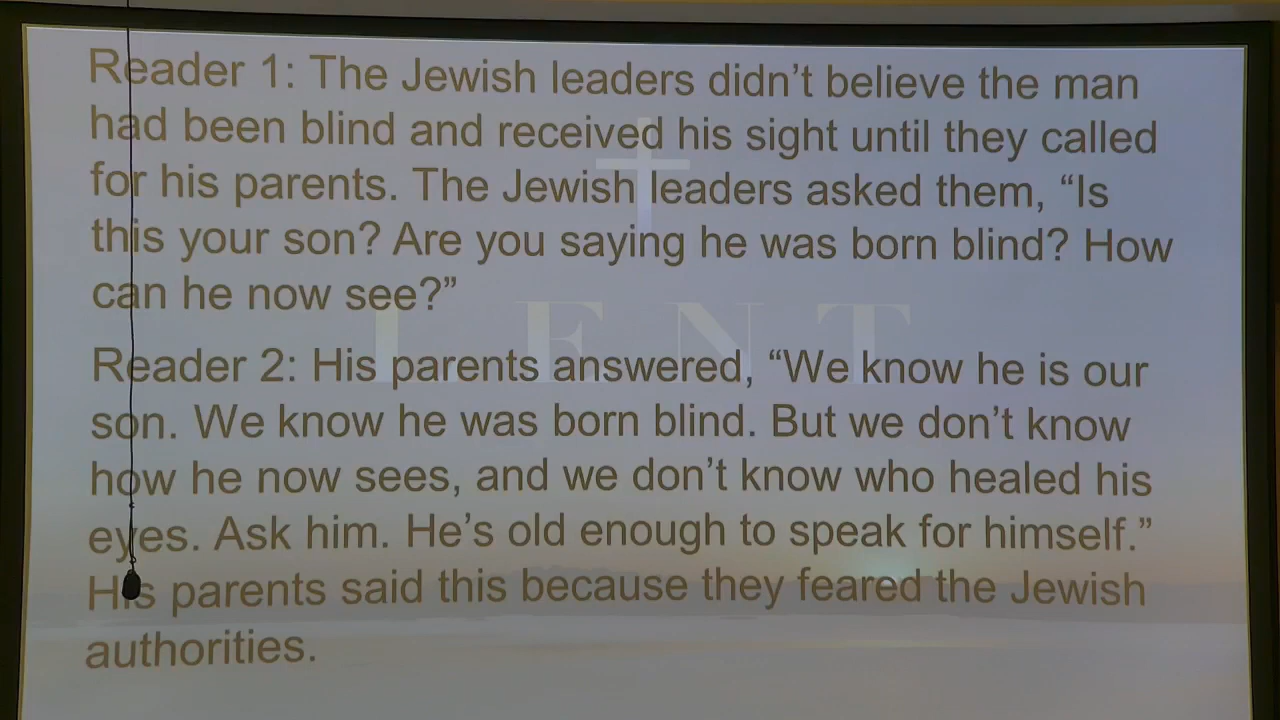 Reader 1: The Jewish leaders didn’t believe the man
had been blind and received his sight until they called
for his parents. The Jewish leaders asked them, “Is
this your son? Are you saying he was born blind? How
can he now see?”
LENT
Reader 2: His parents answered, “We know he is our
son. We know he was born blind. But we don’t know
how he now sees, and we don’t know who healed his
eyes. Ask him. He’s old enough to speak for himself.”
His parents said this because they feared the Jewish
authorities.